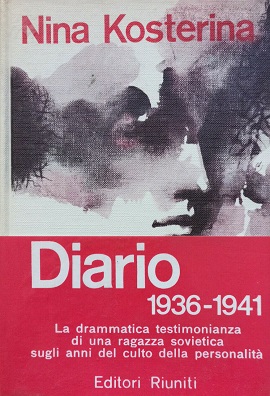 Nina Kosterina
Diario
1936-1941
La drammatica testimonianza
di una ragazza sovietica
sugli anni del culto della personalità
Editori Riuniti